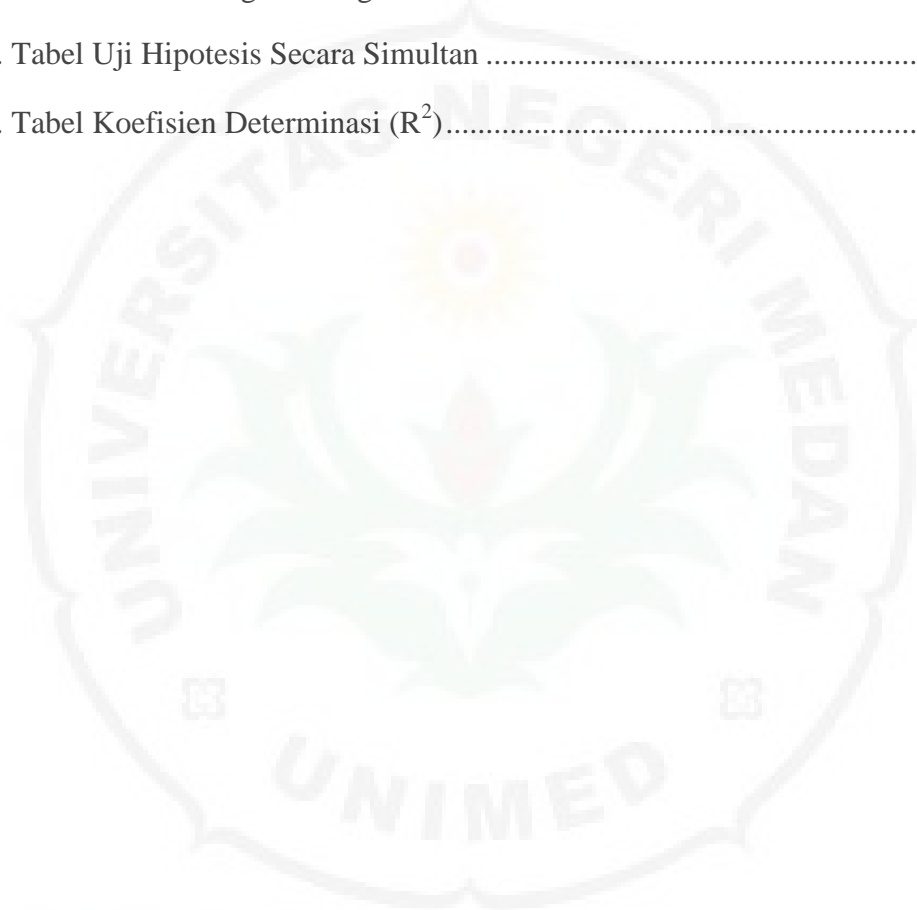 . Tabel Uji Hipotesis Secara Simultan ......................................................
. Tabel Koefisien Determinasi (R²)...........................................................
UNIVERSITAS NEGERI MEDAN
UNIMED